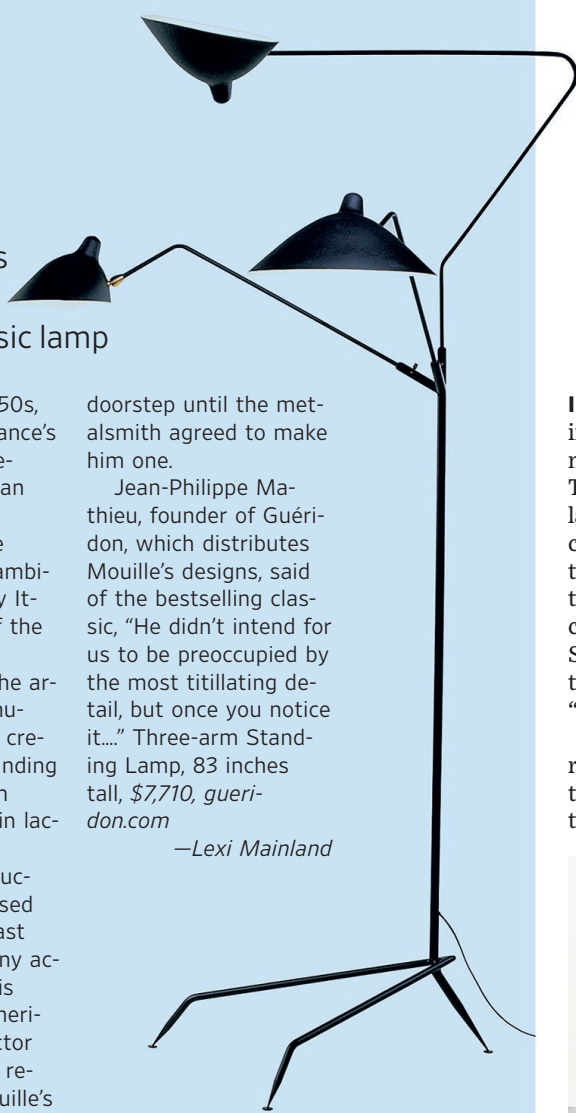 s
sic lamp
50s,
ance's
e-
an
e
ambi-
y It-
f the
he ar-
nu-
cre-
nding
n
in lac-
uc-
sed
ast
ny ac-
is
neri-
ctor
re-
uille's
doorstep until the met-
alsmith agreed to make
him one.
Jean-Philippe Ma-
thieu, founder of Guéri-
don, which distributes
Mouille's designs, said
of the bestselling clas-
sic, “He didn't intend for
us to be preoccupied by
the most titillating de-
tail, but once you notice
it....” Three-arm Stand-
ing Lamp, 83 inches
tall, $7,710, gueri-
don.com
—Lexi Mainland